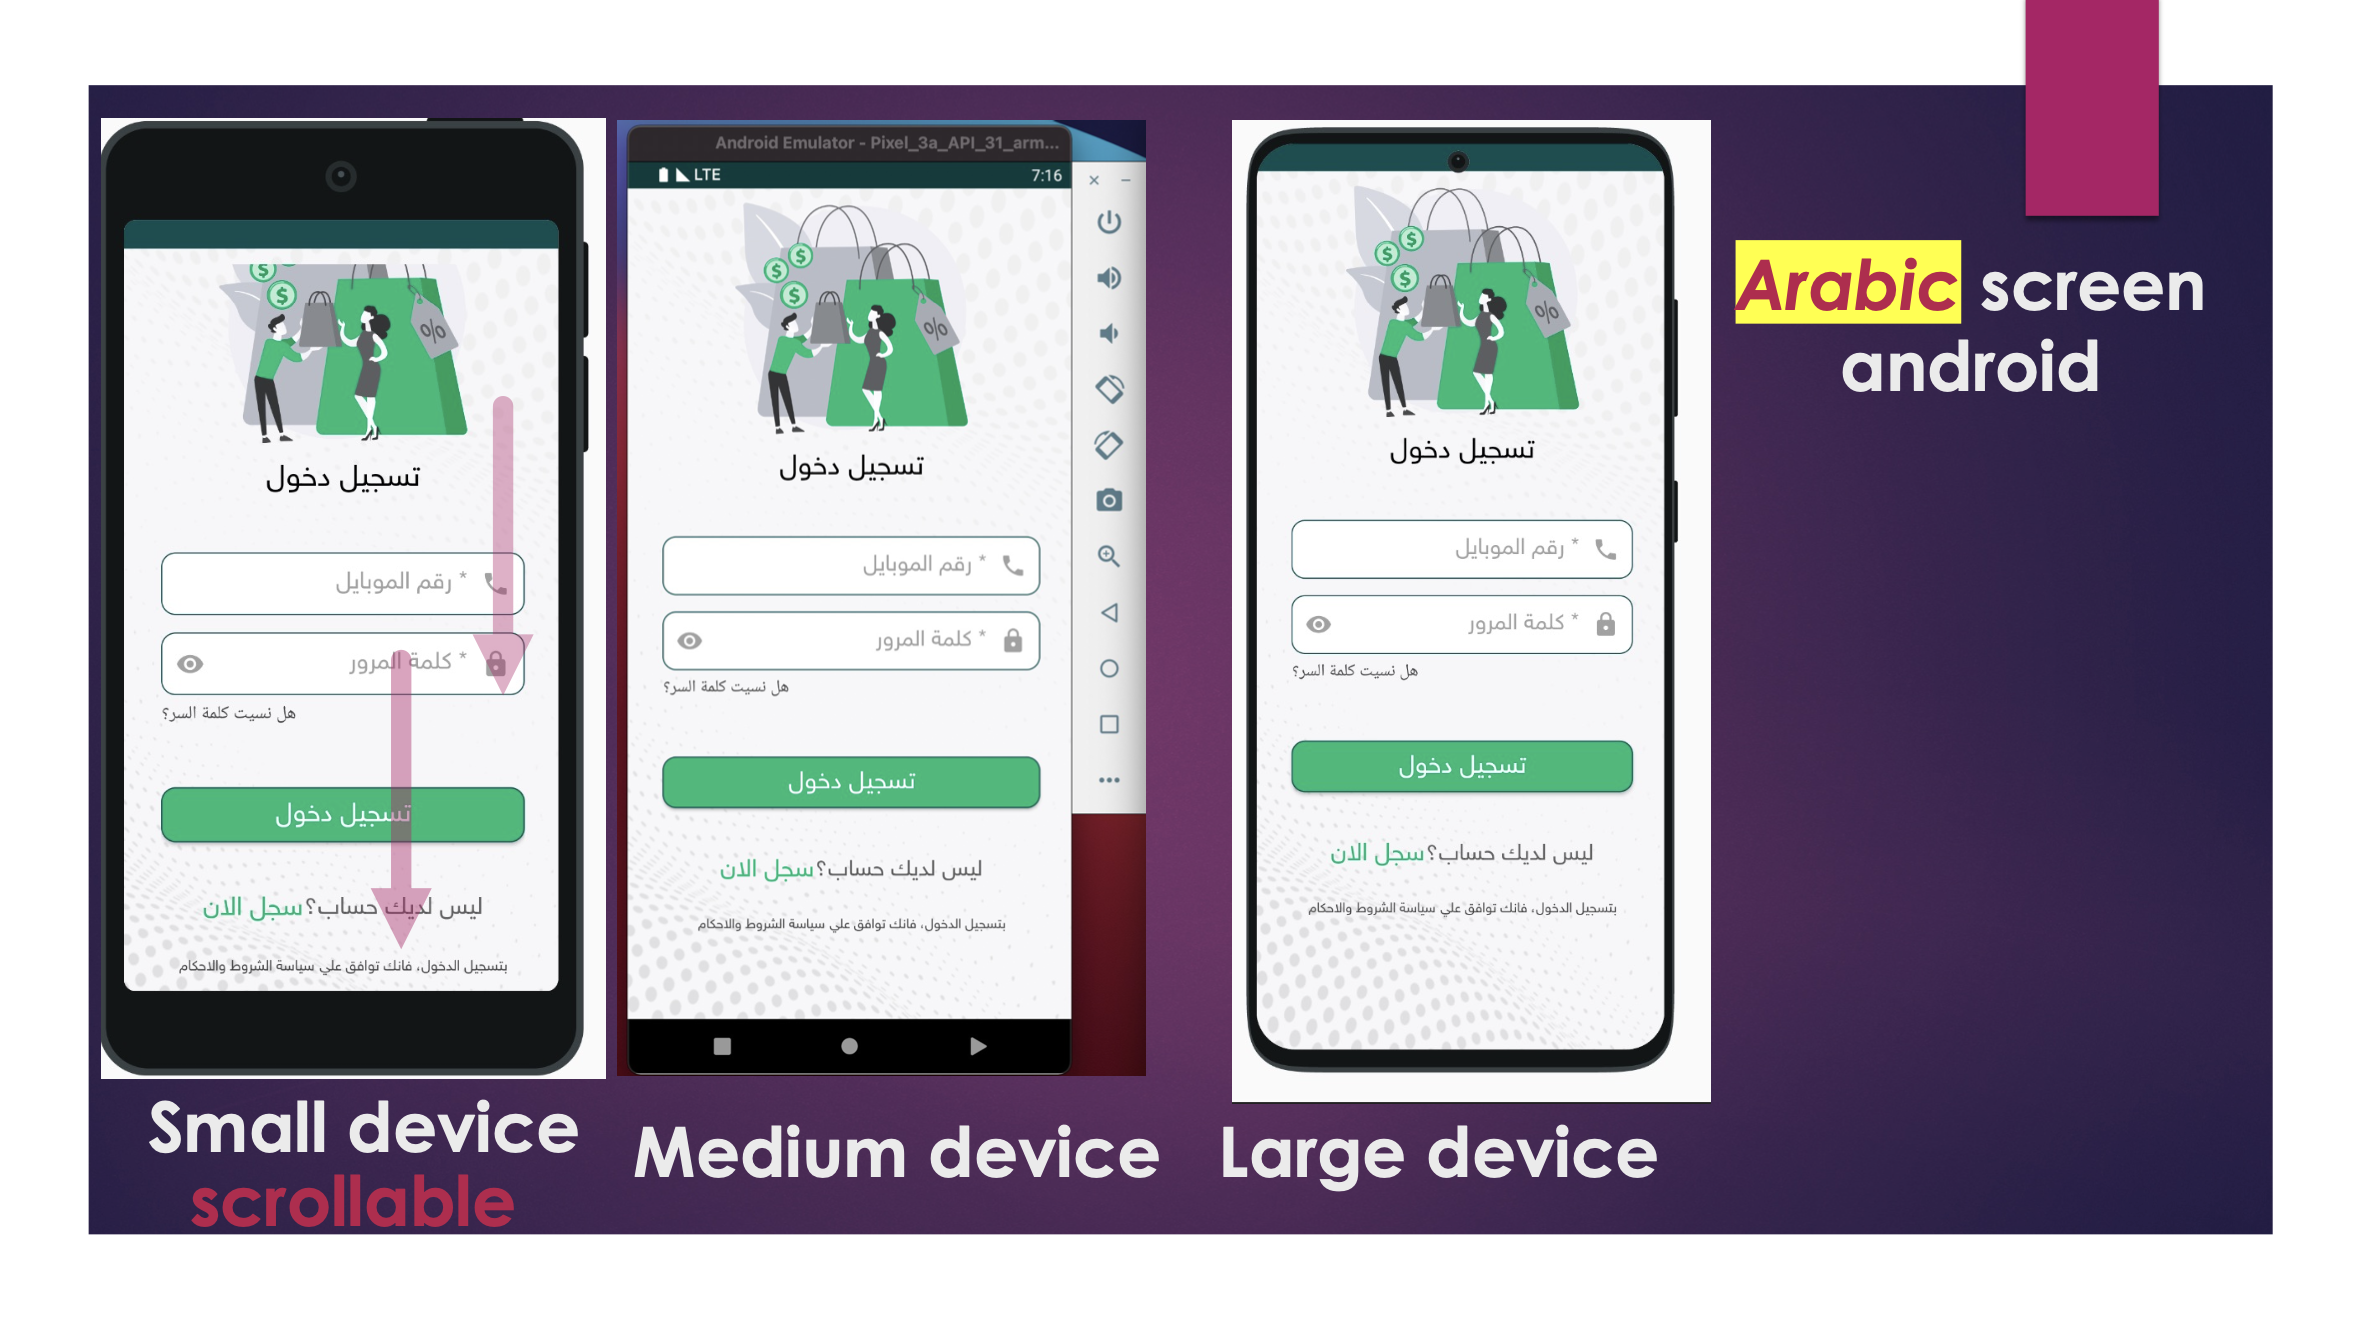 Arabic screen
android
$
$
%
تسجيل دخول
رقم الموبايل *
كلمة المرور *
هل نسيت كلمة السر؟
تسجيل دخول
ليس لديك حساب؟سجل الان
بتسجيل الدخول، فانك توافق علي سياسة الشروط والاحكام
Small device
scrollable
Android Emulator - Pixel_3a_API_31_arm...
LTE 7:16
$
$
$
%
تسجيل دخول
رقم الموبايل *
كلمة المرور *
هل نسيت كلمة السر؟
تسجيل دخول
ليس لديك حساب؟سجل الان
بتسجيل الدخول، فانك توافق علي سياسة الشروط والاحكام
Medium device
$
$
$
%
تسجيل دخول
رقم الموبايل *
كلمة المرور *
هل نسيت كلمة السر؟
تسجيل دخول
ليس لديك حساب؟سجل الان
بتسجيل الدخول، فانك توافق علي سياسة الشروط والاحكام
Large device